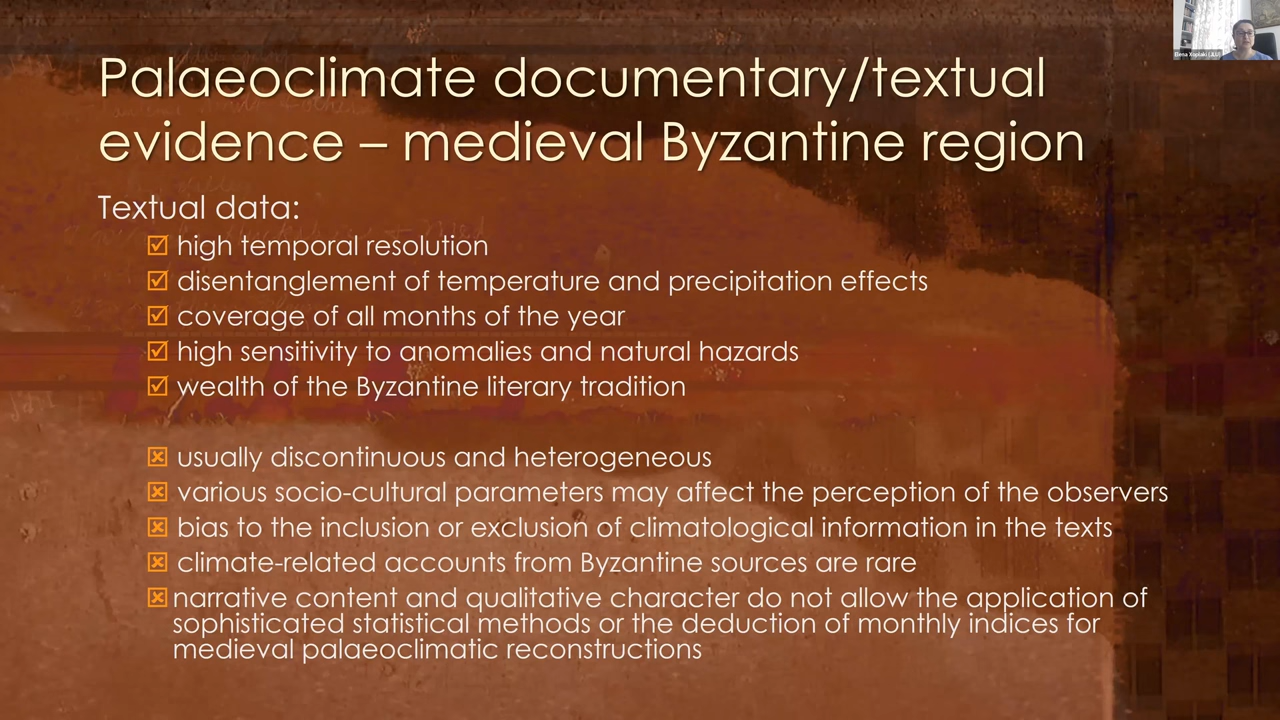 Palaeoclimate documentary/textual
evidence – medieval Byzantine region
Textual data:
high temporal resolution
disentanglement of temperature and precipitation effects
coverage of all months of the year
high sensitivity to anomalies and natural hazards
wealth of the Byzantine literary tradition
usually discontinuous and heterogeneous
various socio-cultural parameters may affect the perception of the observers
bias to the inclusion or exclusion of climatological information in the texts
climate-related accounts from Byzantine sources are rare
narrative content and qualitative character do not allow the application of
sophisticated statistical methods or the deduction of monthly indices for
medieval palaeoclimatic reconstructions